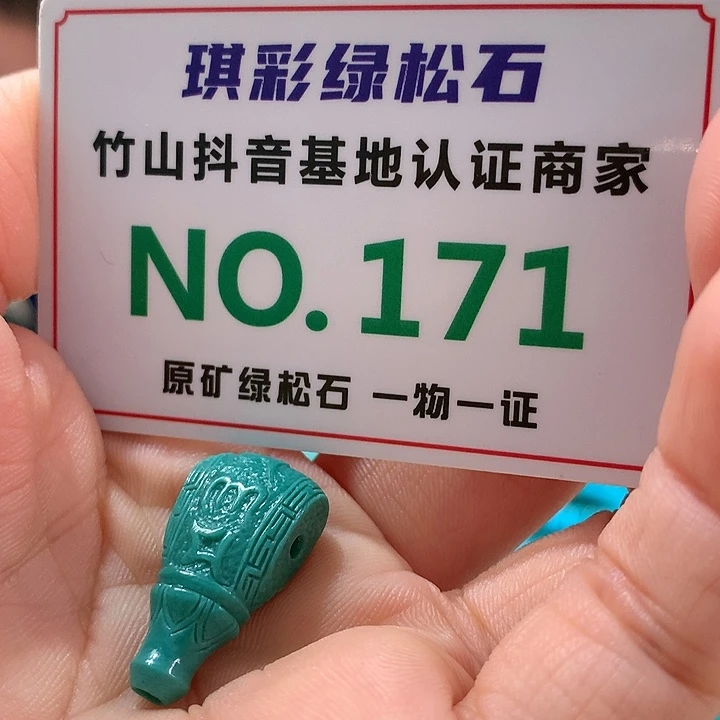 琪彩绿松石
竹山抖音基地认证商家
NO.171
原矿绿松石 一物一证